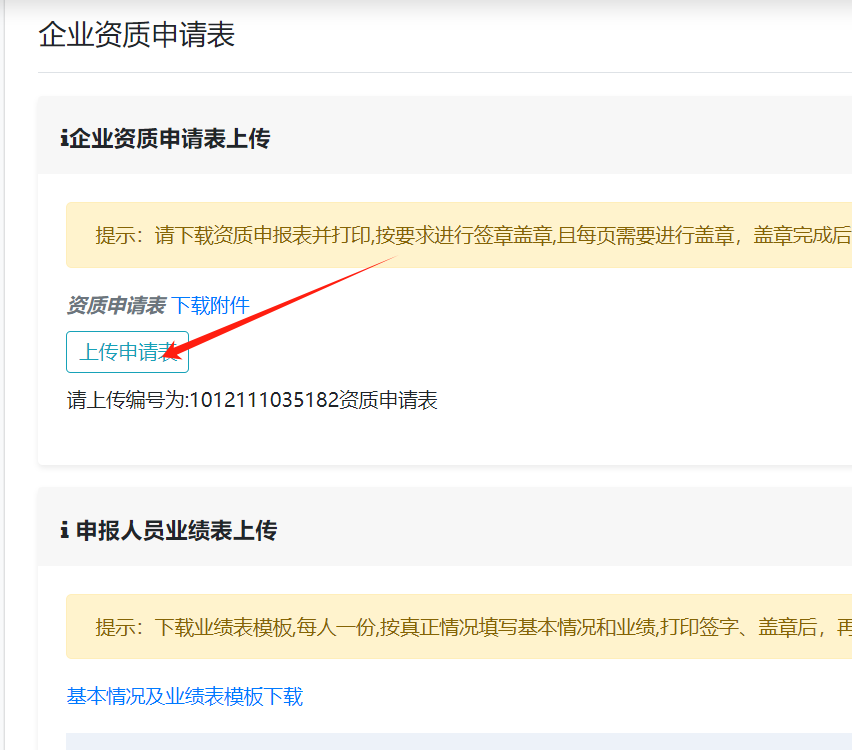 企业资质申请表
企业资质申请表上传
提示：请下载资质申报表并打印,按要求进行签章盖章,且每页需要进行盖章，盖章完成后
资质申请表 下载附件
上传申请表
请上传编号为:1012111035182资质申请表
申报人员业绩表上传
提示：下载业绩表模板,每人一份,按真正情况填写基本情况和业绩,打印签字、盖章后，再
基本情况及业绩表模板下载